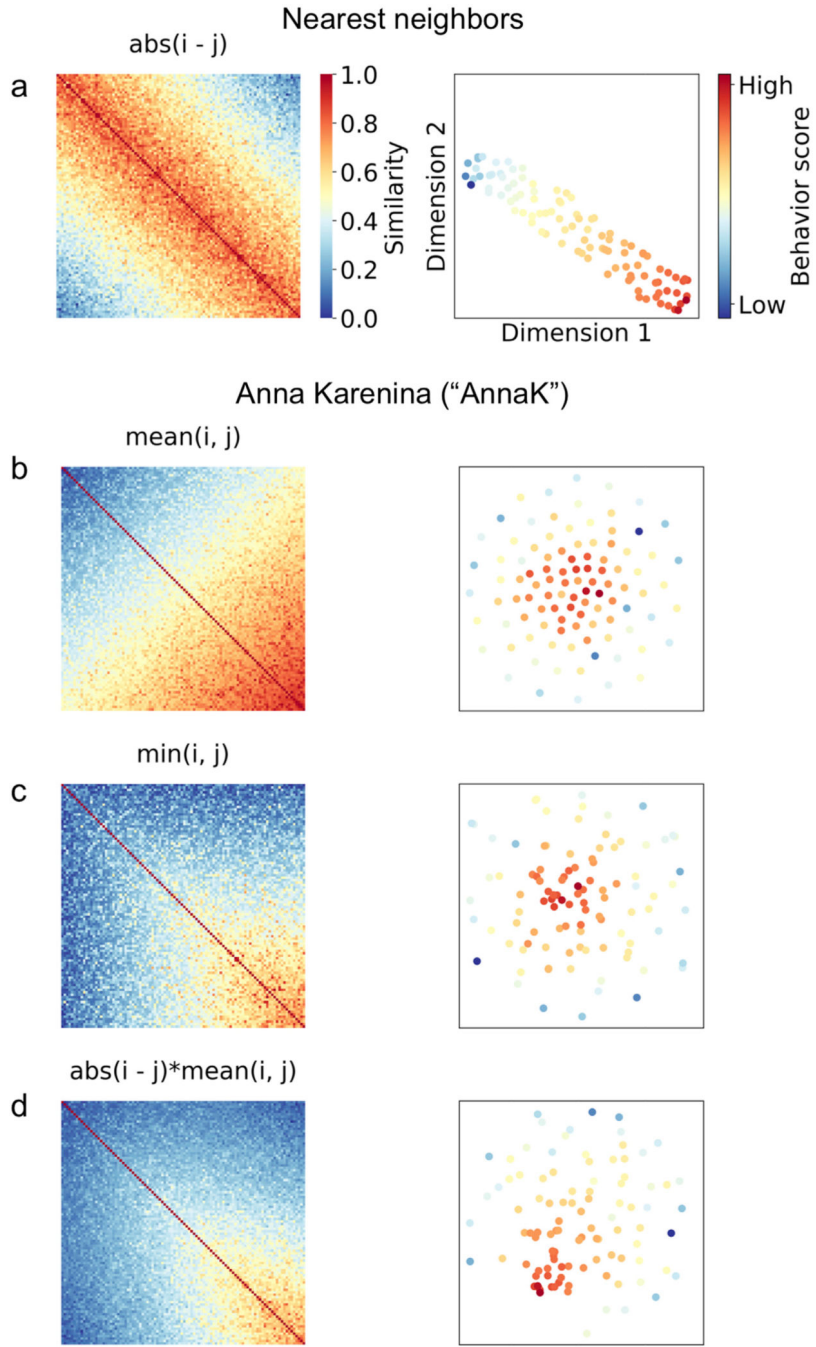 Nearest neighbors
abs(i - j)
a
1.0
0.8
0.6
0.4
0.2
0.0
Similarity
Dimension 2
Dimension 1
High
Low
Behavior score
Anna Karenina (“AnnaK”)
mean(i, j)
b
min(i, j)
c
abs(i - j)*mean(i, j)
d